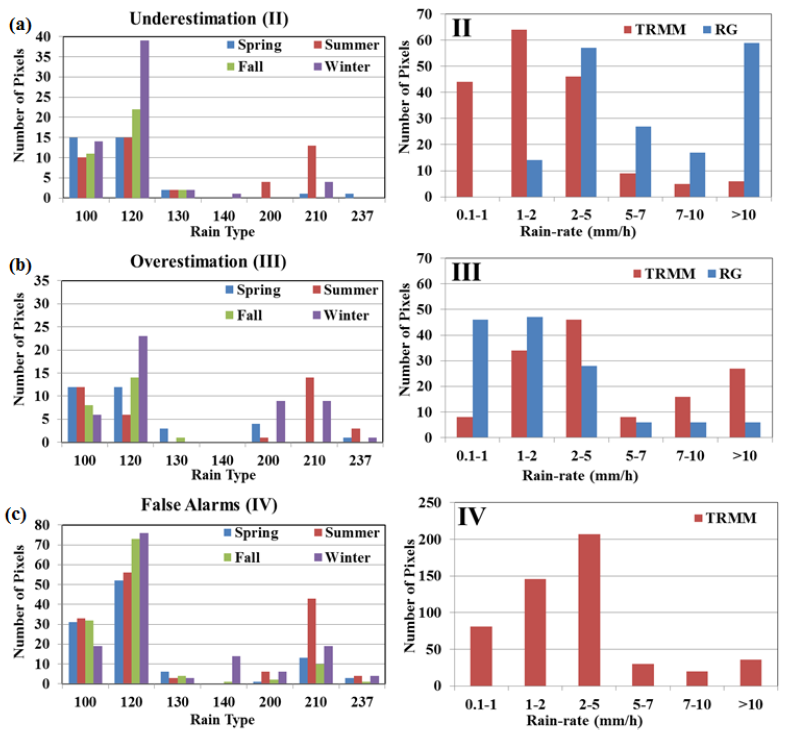 (a)
Underestimation (II)
Number of Pixels
40
35
30
25
20
15
10
5
0
Spring Summer
Fall Winter
100 120 130 140 200 210 237
Rain Type
II
TRMM RG
Number of Pixels
70
60
50
40
30
20
10
0
0.1-1 1-2 2-5 5-7 7-10 >10
Rain-rate (mm/h)
(b)
Overestimation (III)
Number of Pixels
35
30
25
20
15
10
5
0
Spring Summer
Fall Winter
100 120 130 140 200 210 237
Rain Type
III
TRMM RG
Number of Pixels
70
60
50
40
30
20
10
0
0.1-1 1-2 2-5 5-7 7-10 >10
Rain-rate (mm/h)
(c)
False Alarms (IV)
Number of Pixels
80
70
60
50
40
30
20
10
0
Spring Summer
Fall Winter
100 120 130 140 200 210 237
Rain Type
IV
TRMM
Number of Pixels
250
200
150
100
50
0
0.1-1 1-2 2-5 5-7 7-10 >10
Rain-rate (mm/h)